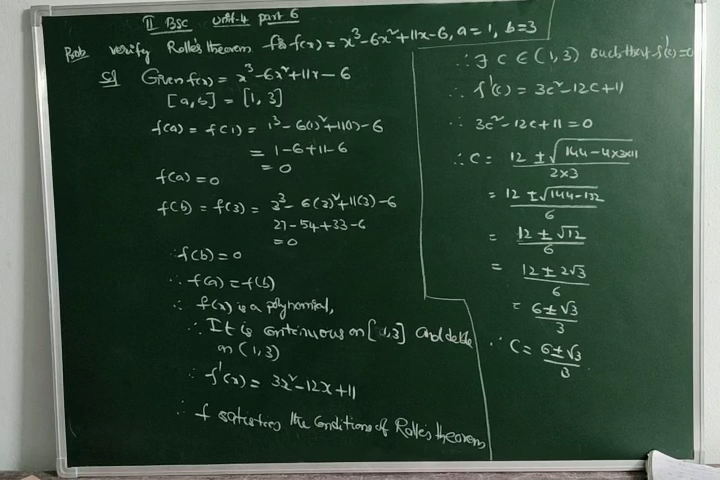 II BSC unit-4 part 6
Prob verify Rolle's theorem for f(x) = x³-6x²+11x-6, a=1, b=3
Sol Given f(x) = x³-6x²+11x-6
[a,b] = [1,3]
f(a) = f(1) = 1³-6(1)²+11(1)-6
= 1-6+11-6
= 0
f(a)=0
f(b) = f(3) = 3³-6(3)²+11(3)-6
27-54+33-6
=0
∴ f(b)=0
∴ f(a)=f(b)
∴ f(x) is a polynomial,
∴ It is continuous on [1,3] and deble
on (1,3)
∴ f'(x) = 3x²-12x+11
∴ f satisfies the conditions of Rolle's theorem
∴ ∃ c ∈ (1,3) such that f'(c)=0
∴ f'(c) = 3c²-12c+11
∴ 3c²-12c+11=0
∴ c = 12 ± √144-4×3×11 / 2×3
= 12 ± √144-132 / 6
= 12 ± √12 / 6
= 12 ± 2√3 / 6
= 6 ± √3 / 3
∴ c = 6 ± √3 / 3